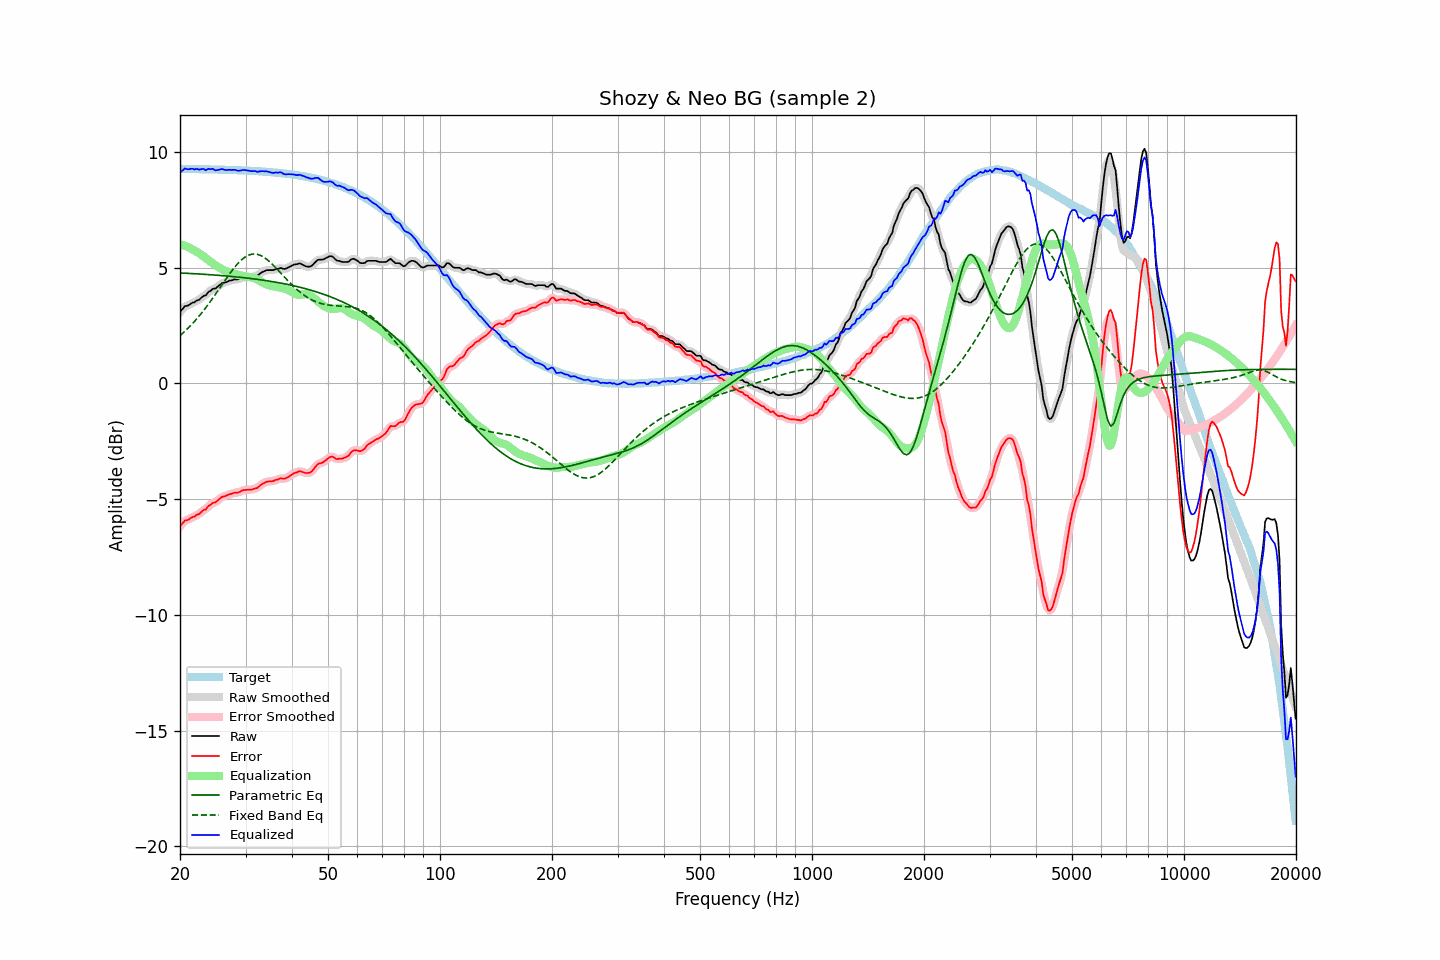 Shozy & Neo BG (sample 2)
Amplitude (dBr)
10
5
0
−5
−10
−15
−20
Target
Raw Smoothed
Error Smoothed
Raw
Error
Equalization
Parametric Eq
Fixed Band Eq
Equalized
20 50 100 200 500 1000 2000 5000 10000 20000
Frequency (Hz)